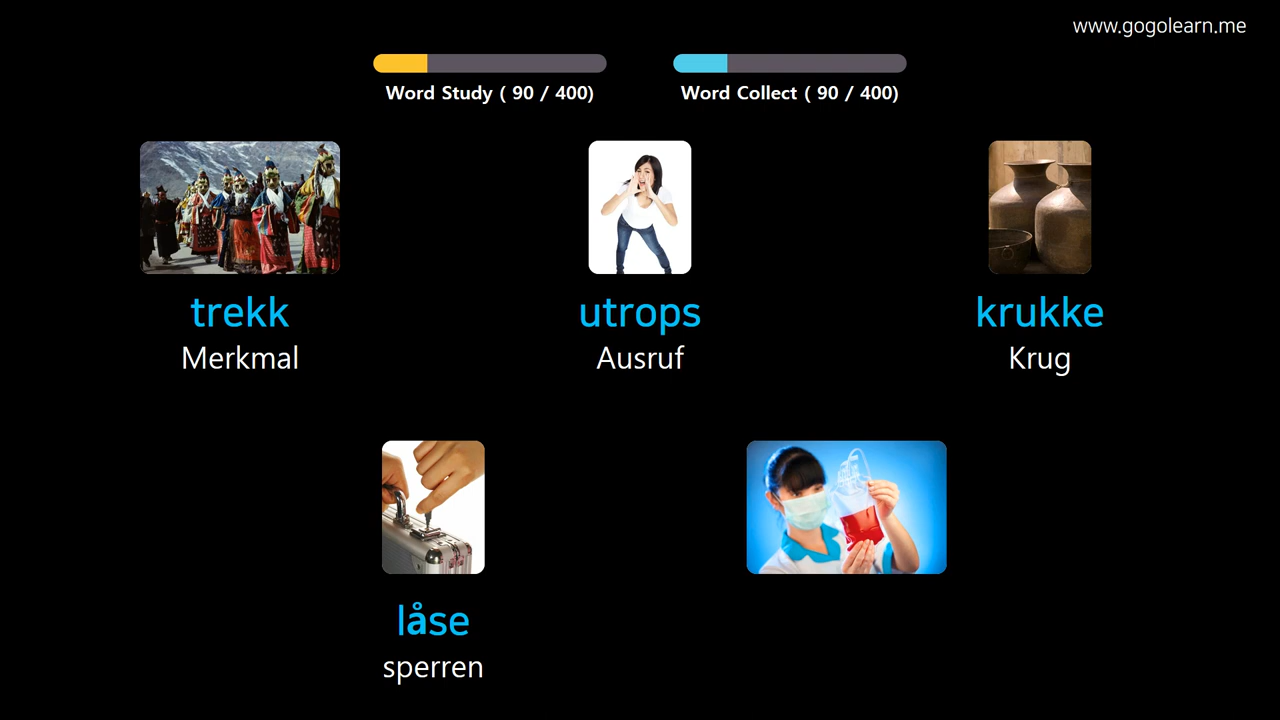 www.gogolearn.me
Word Study ( 90 / 400)
Word Collect ( 90 / 400)
trekk
Merkmal
utrops
Ausruf
krukke
Krug
låse
sperren